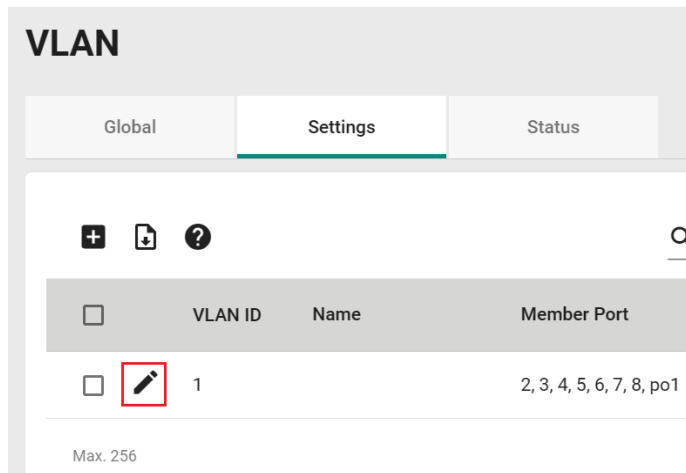 VLAN
Global Settings Status
VLAN ID Name Member Port
1 2, 3, 4, 5, 6, 7, 8, po1
Max. 256